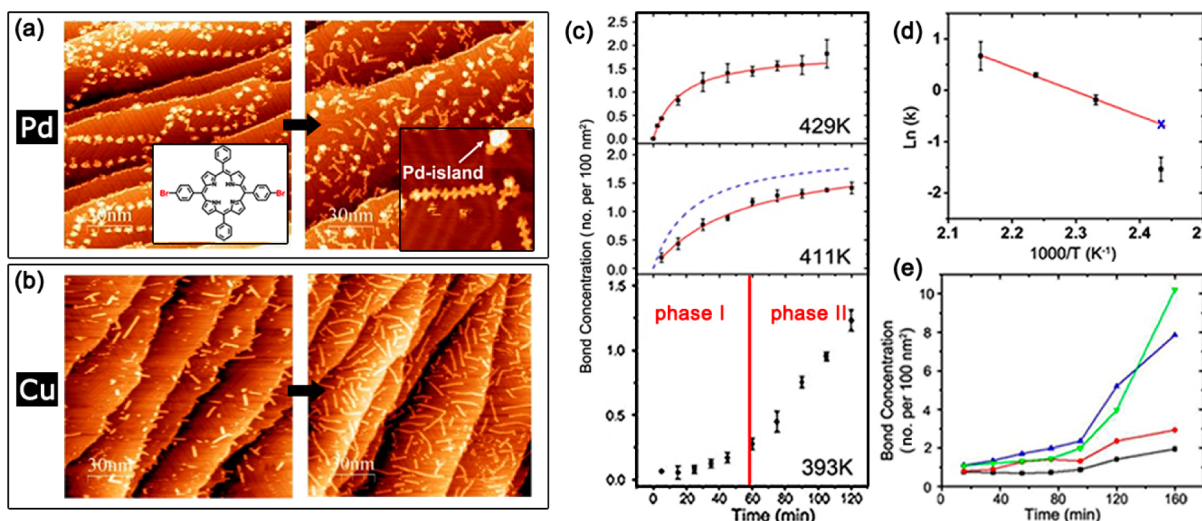 (a)
Pd
30nm
Br
N
HN
NH
N
Br
30nm
Pd-island
(b)
Cu
30nm
30nm
(c)
Bond Concentration (no. per 100 nm²)
2.5
2.0
1.5
1.0
0.5
0.0
429K
2.0
1.5
1.0
0.5
0.0
411K
phase I
phase II
1.0
0.5
0.0
393K
0 20 40 60 80 100 120
Time (min)
(d)
Ln (k)
1
0
-1
-2
2.1 2.2 2.3 2.4
1000/T (K⁻¹)
(e)
Bond Concentration
(no. per 100 nm²)
10
8
6
4
2
0
0 40 80 120 160
Time (min)